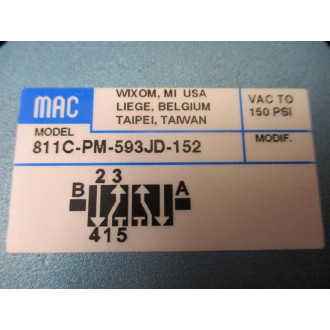 MAC
WIXOM, MI USA
LIEGE, BELGIUM
TAIPEI, TAIWAN
VAC TO
150 PSI
MODEL
811C-PM-593JD-152
MODIF.
2 3
B A
4 1 5